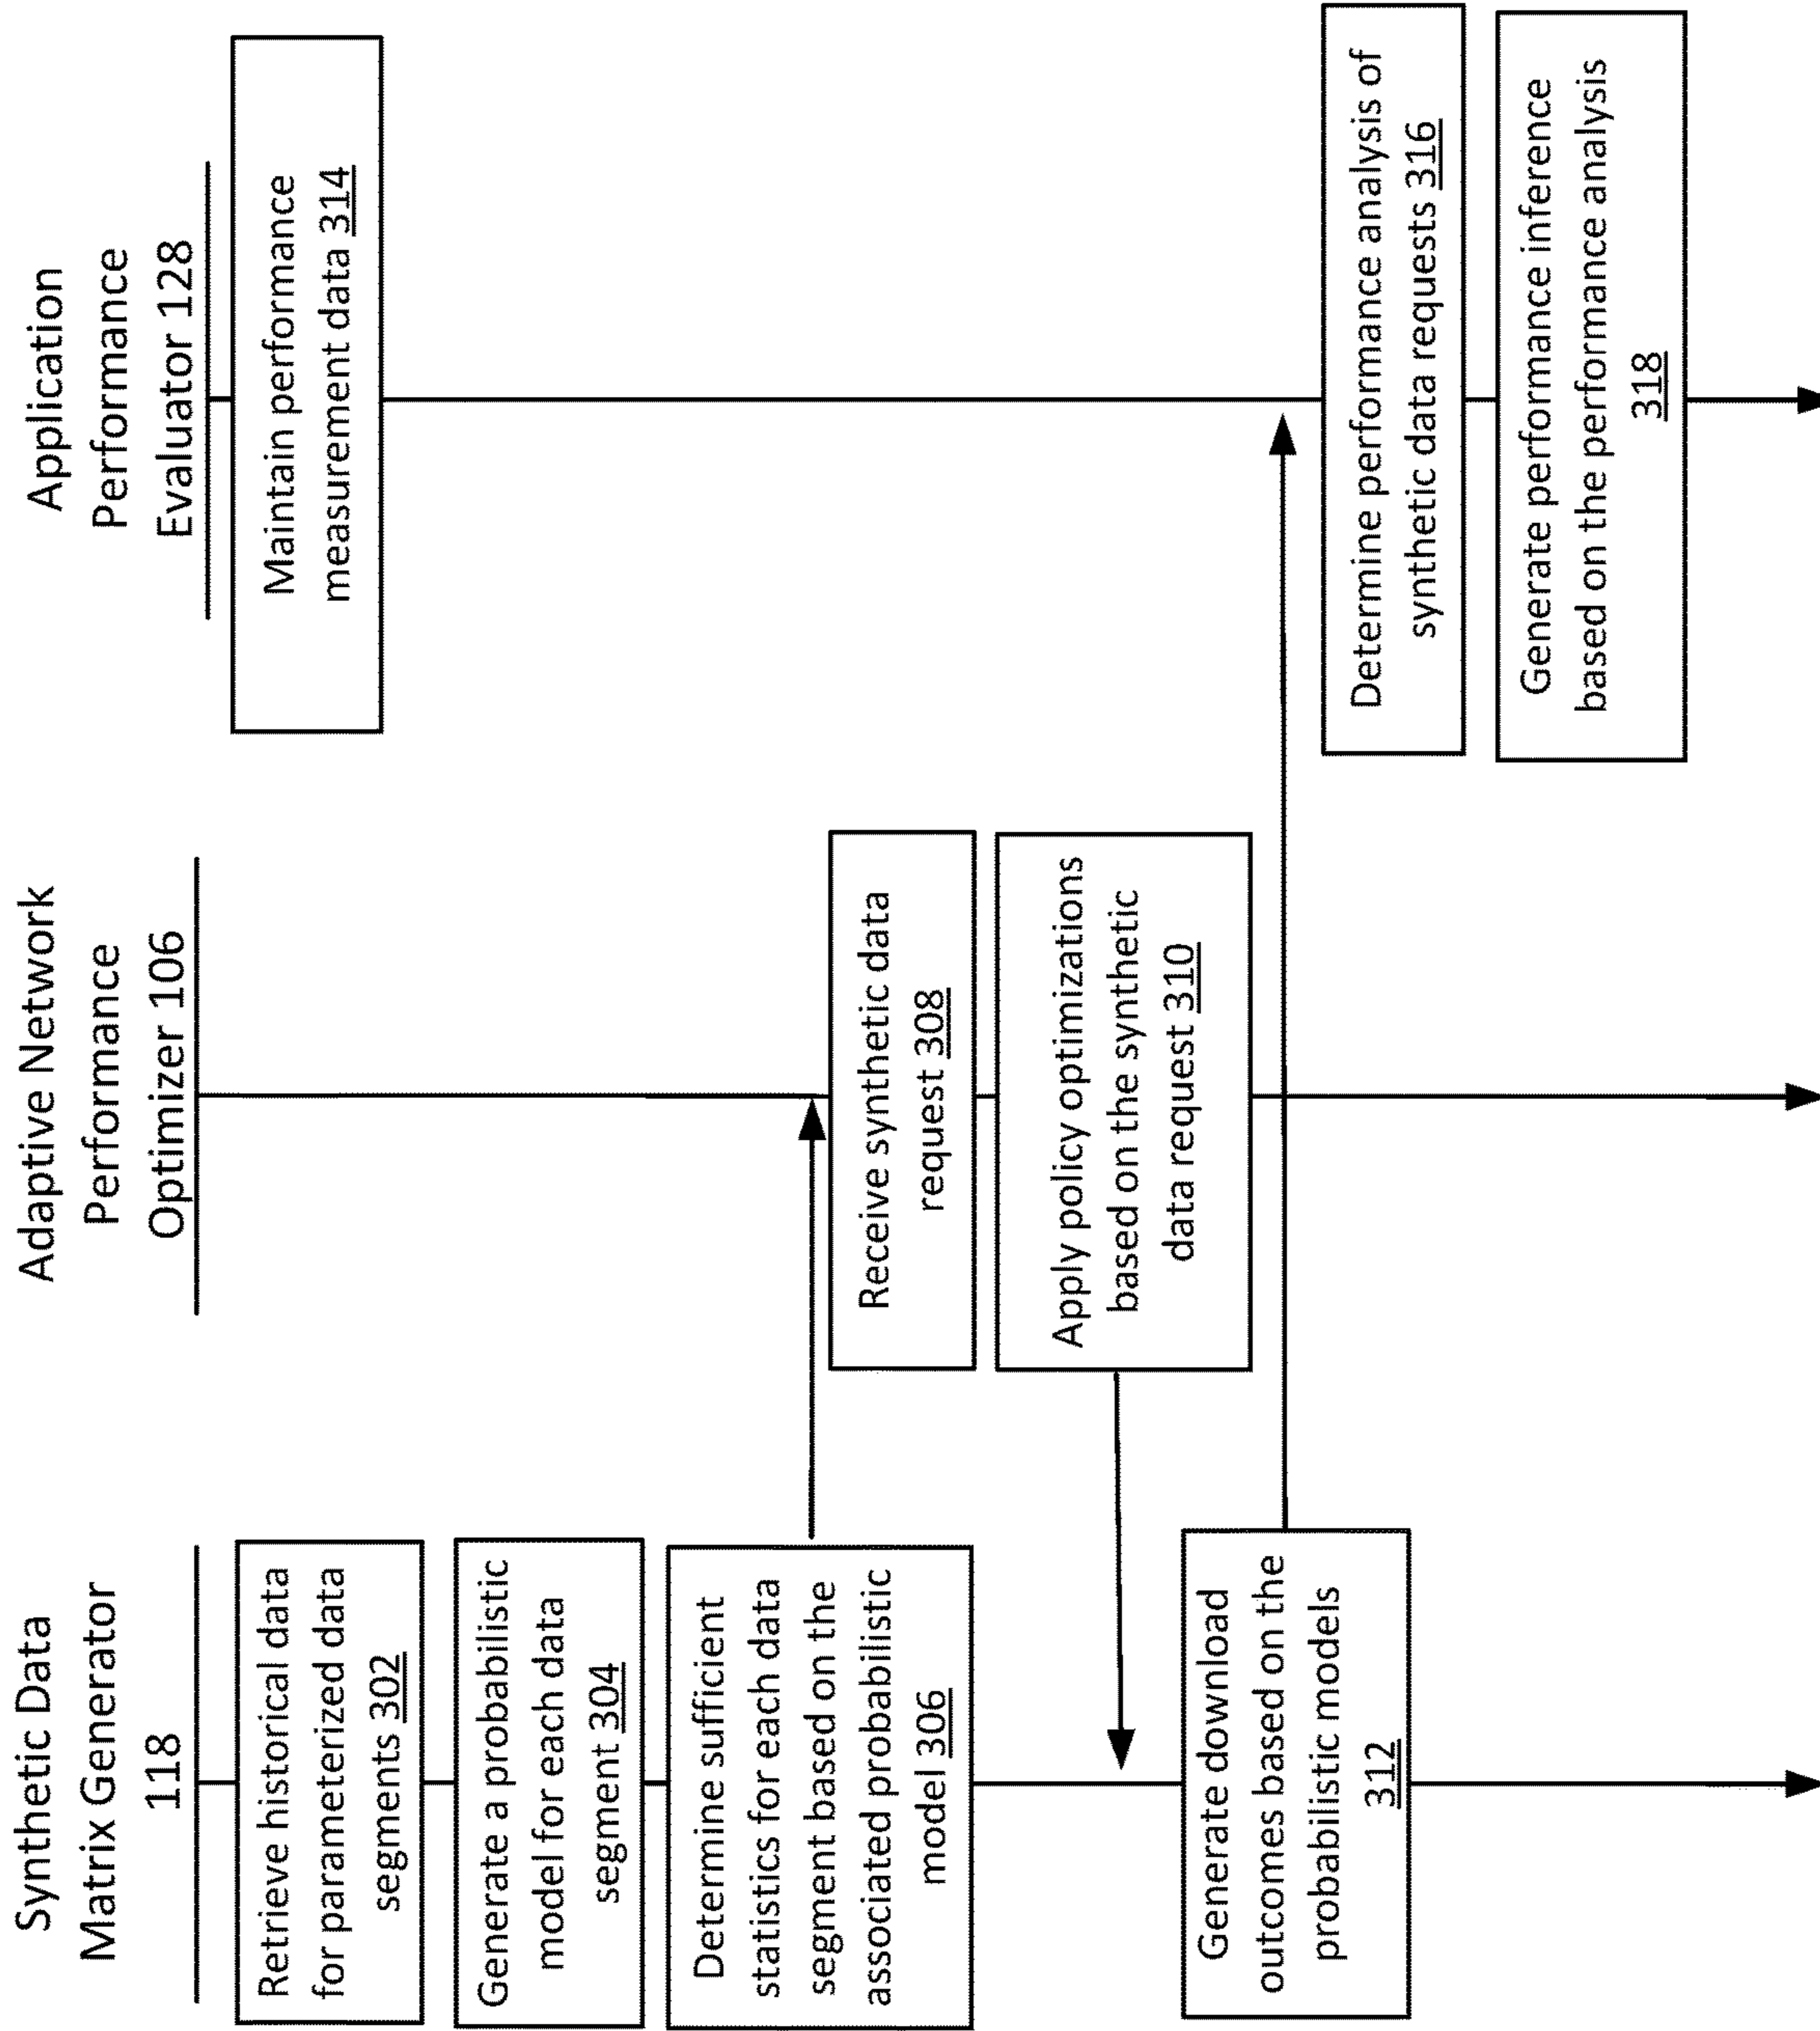 Synthetic Data
Matrix Generator
118
Retrieve historical data
for parameterized data
segments 302
Generate a probabilistic
model for each data
segment 304
Determine sufficient
statistics for each data
segment based on the
associated probabilistic
model 306
Generate download
outcomes based on the
probabilistic models
312
Adaptive Network
Performance
Optimizer 106
Receive synthetic data
request 308
Apply policy optimizations
based on the synthetic
data request 310
Application
Performance
Evaluator 128
Maintain performance
measurement data 314
Determine performance analysis of
synthetic data requests 316
Generate performance inference
based on the performance analysis
318